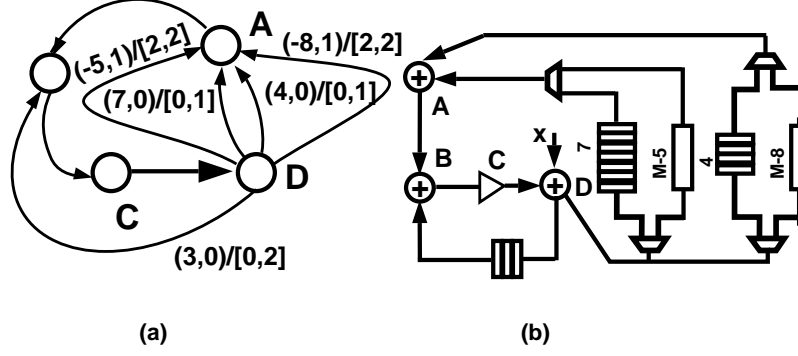 A
(-5,1)/[2,2]
(-8,1)/[2,2]
(7,0)/[0,1]
(4,0)/[0,1]
C
D
(3,0)/[0,2]
(a)
A
B
C
x
D
7
M-5
4
M-8
(b)